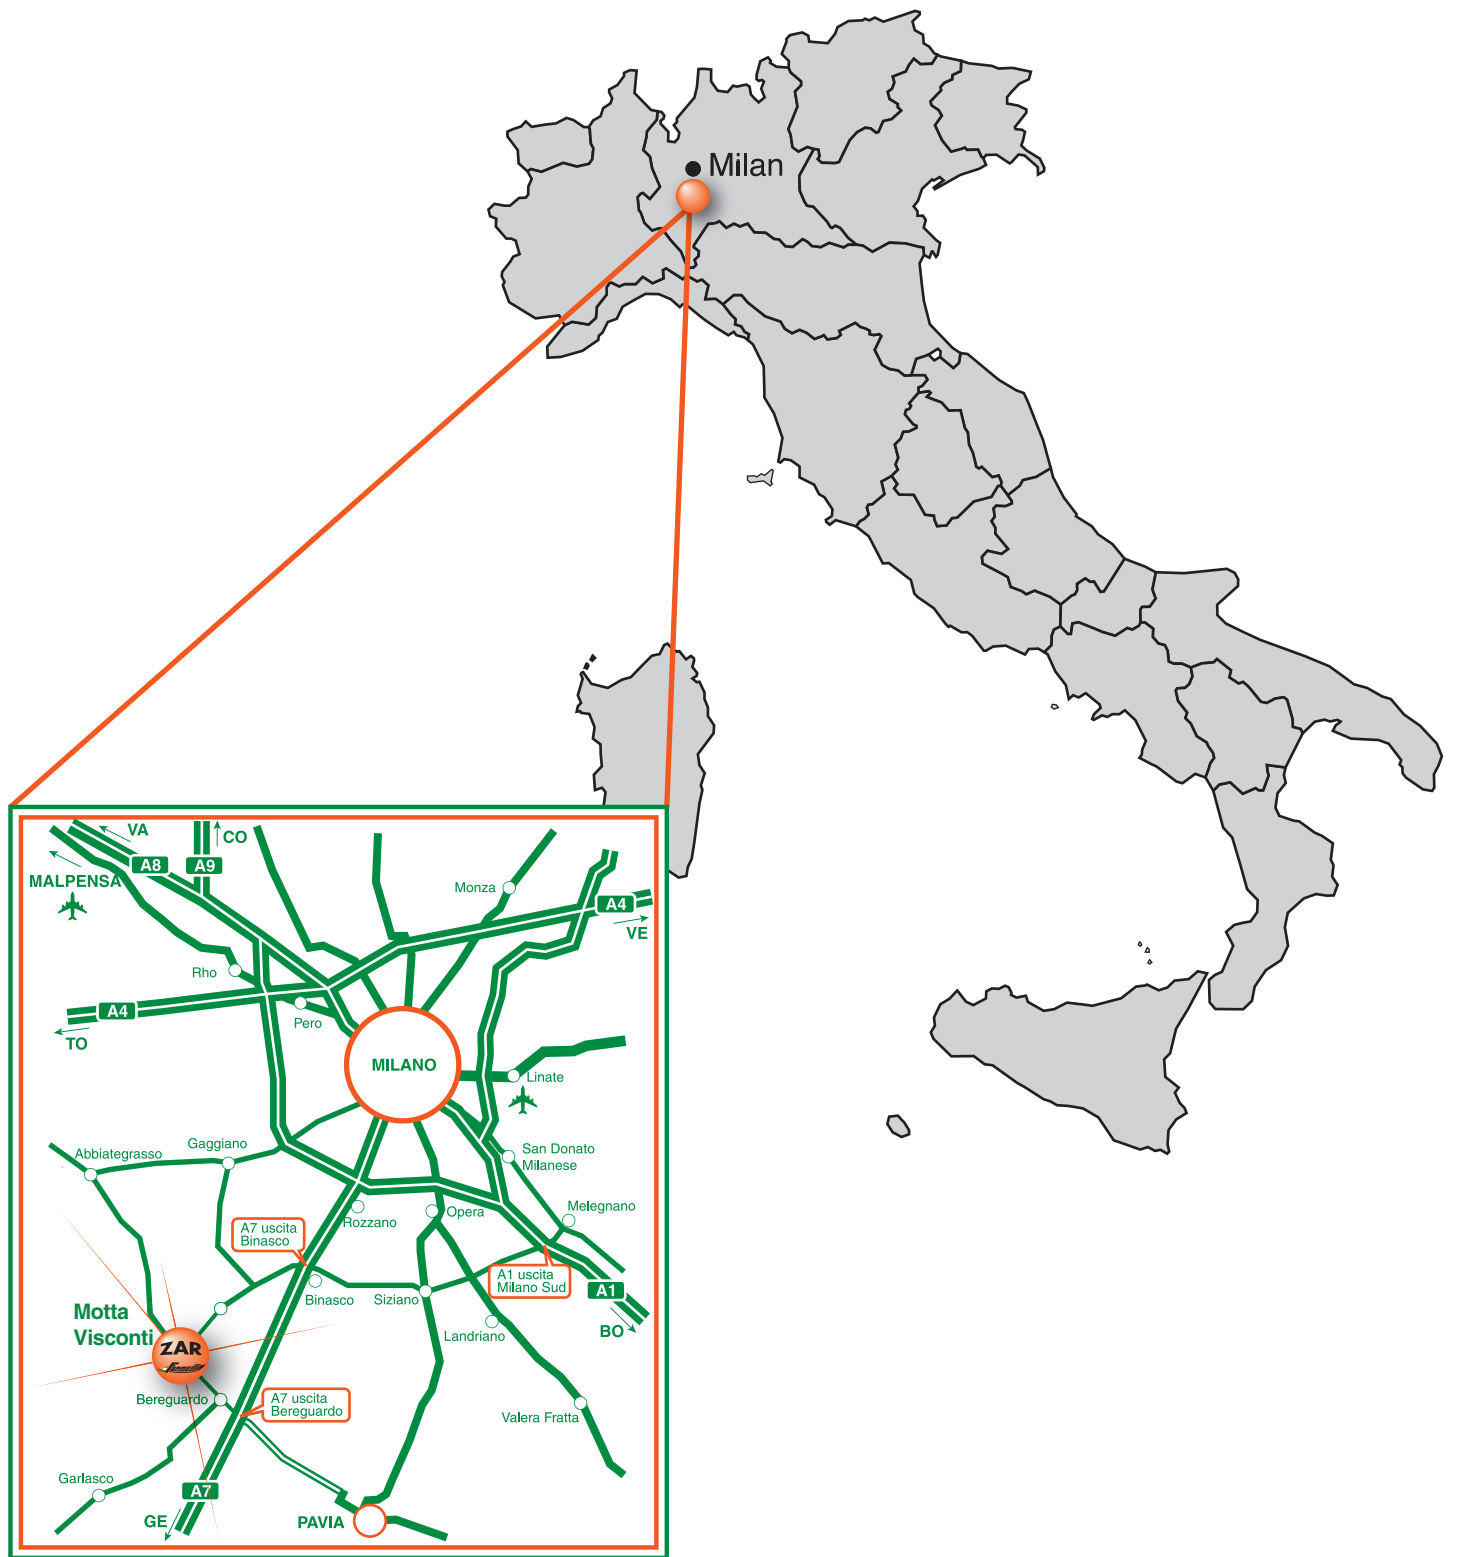 Milan
VA
CO
A8
A9
MALPENSA
Monza
A4
VE
Rho
A4
Pero
TO
MILANO
Linate
Gaggiano
Abbiategrasso
San Donato
Milanese
Melegnano
Rozzano
Opera
A7 uscita
Binasco
A1 uscita
Milano Sud
A1
Binasco
Siziano
BO
Motta
Visconti
Landriano
ZAR
Bereguardo
A7 uscita
Bereguardo
Valera Fratta
Garlasco
A7
GE
PAVIA